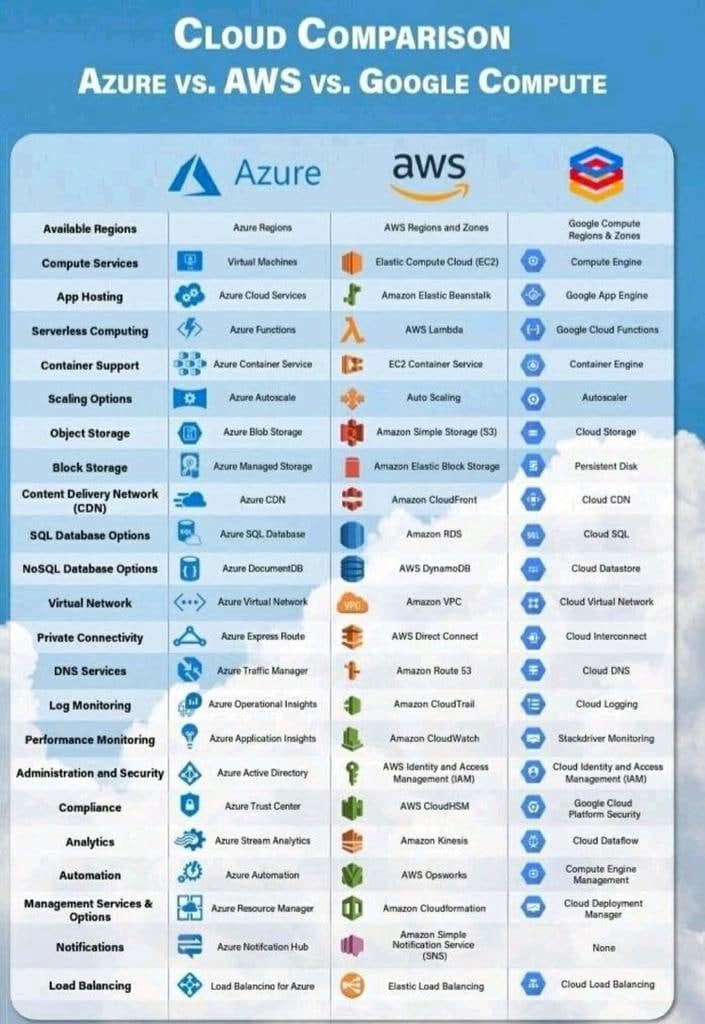 CLOUD COMPARISON
AZURE VS. AWS VS. GOOGLE COMPUTE
Azure aws
Available Regions Azure Regions AWS Regions and Zones Google Compute Regions & Zones
Compute Services Virtual Machines Elastic Compute Cloud (EC2) Compute Engine
App Hosting Azure Cloud Services Amazon Elastic Beanstalk Google App Engine
Serverless Computing Azure Functions AWS Lambda Google Cloud Functions
Container Support Azure Container Service EC2 Container Service Container Engine
Scaling Options Azure Autoscale Auto Scaling Autoscaler
Object Storage Azure Blob Storage Amazon Simple Storage (S3) Cloud Storage
Block Storage Azure Managed Storage Amazon Elastic Block Storage Persistent Disk
Content Delivery Network (CDN) Azure CDN Amazon CloudFront Cloud CDN
SQL Database Options SQL Azure SQL Database Amazon RDS SQL Cloud SQL
NoSQL Database Options Azure DocumentDB AWS DynamoDB Cloud Datastore
Virtual Network Azure Virtual Network VPC Amazon VPC Cloud Virtual Network
Private Connectivity Azure Express Route AWS Direct Connect Cloud Interconnect
DNS Services Azure Traffic Manager Amazon Route 53 Cloud DNS
Log Monitoring Azure Operational Insights Amazon CloudTrail Cloud Logging
Performance Monitoring Azure Application Insights Amazon CloudWatch Stackdriver Monitoring
Administration and Security Azure Active Directory AWS Identity and Access Management (IAM) Cloud Identity and Access Management (IAM)
Compliance Azure Trust Center AWS CloudHSM Google Cloud Platform Security
Analytics Azure Stream Analytics Amazon Kinesis Cloud Dataflow
Automation Azure Automation AWS Opsworks Compute Engine Management
Management Services & Options Azure Resource Manager Amazon Cloudformation Cloud Deployment Manager
Notifications Azure Notifcation Hub Amazon Simple Notification Service (SNS) None
Load Balancing Load Balancino for Azure Elastic Load Balancing Cloud Load Balancing